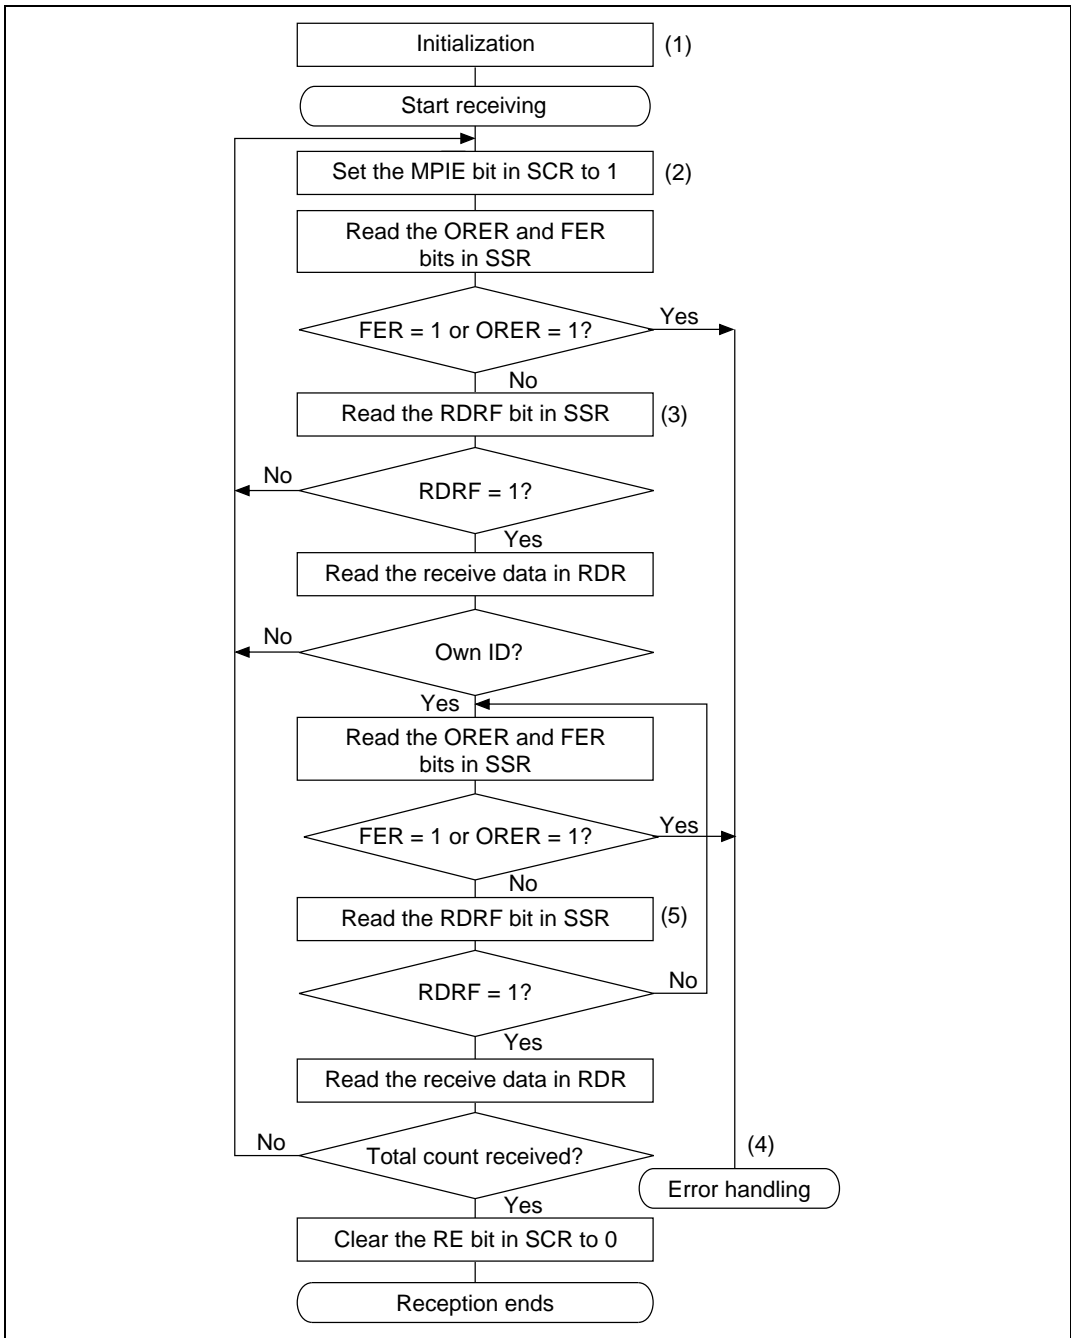 Initialization (1)
Start receiving
Set the MPIE bit in SCR to 1 (2)
Read the ORER and FER
bits in SSR
FER = 1 or ORER = 1? Yes
No
Read the RDRF bit in SSR (3)
No
RDRF = 1?
Yes
Read the receive data in RDR
No
Own ID?
Yes
Read the ORER and FER
bits in SSR
FER = 1 or ORER = 1? Yes
No
Read the RDRF bit in SSR (5)
RDRF = 1? No
Yes
Read the receive data in RDR
No
Total count received?
(4)
Error handling
Yes
Clear the RE bit in SCR to 0
Reception ends